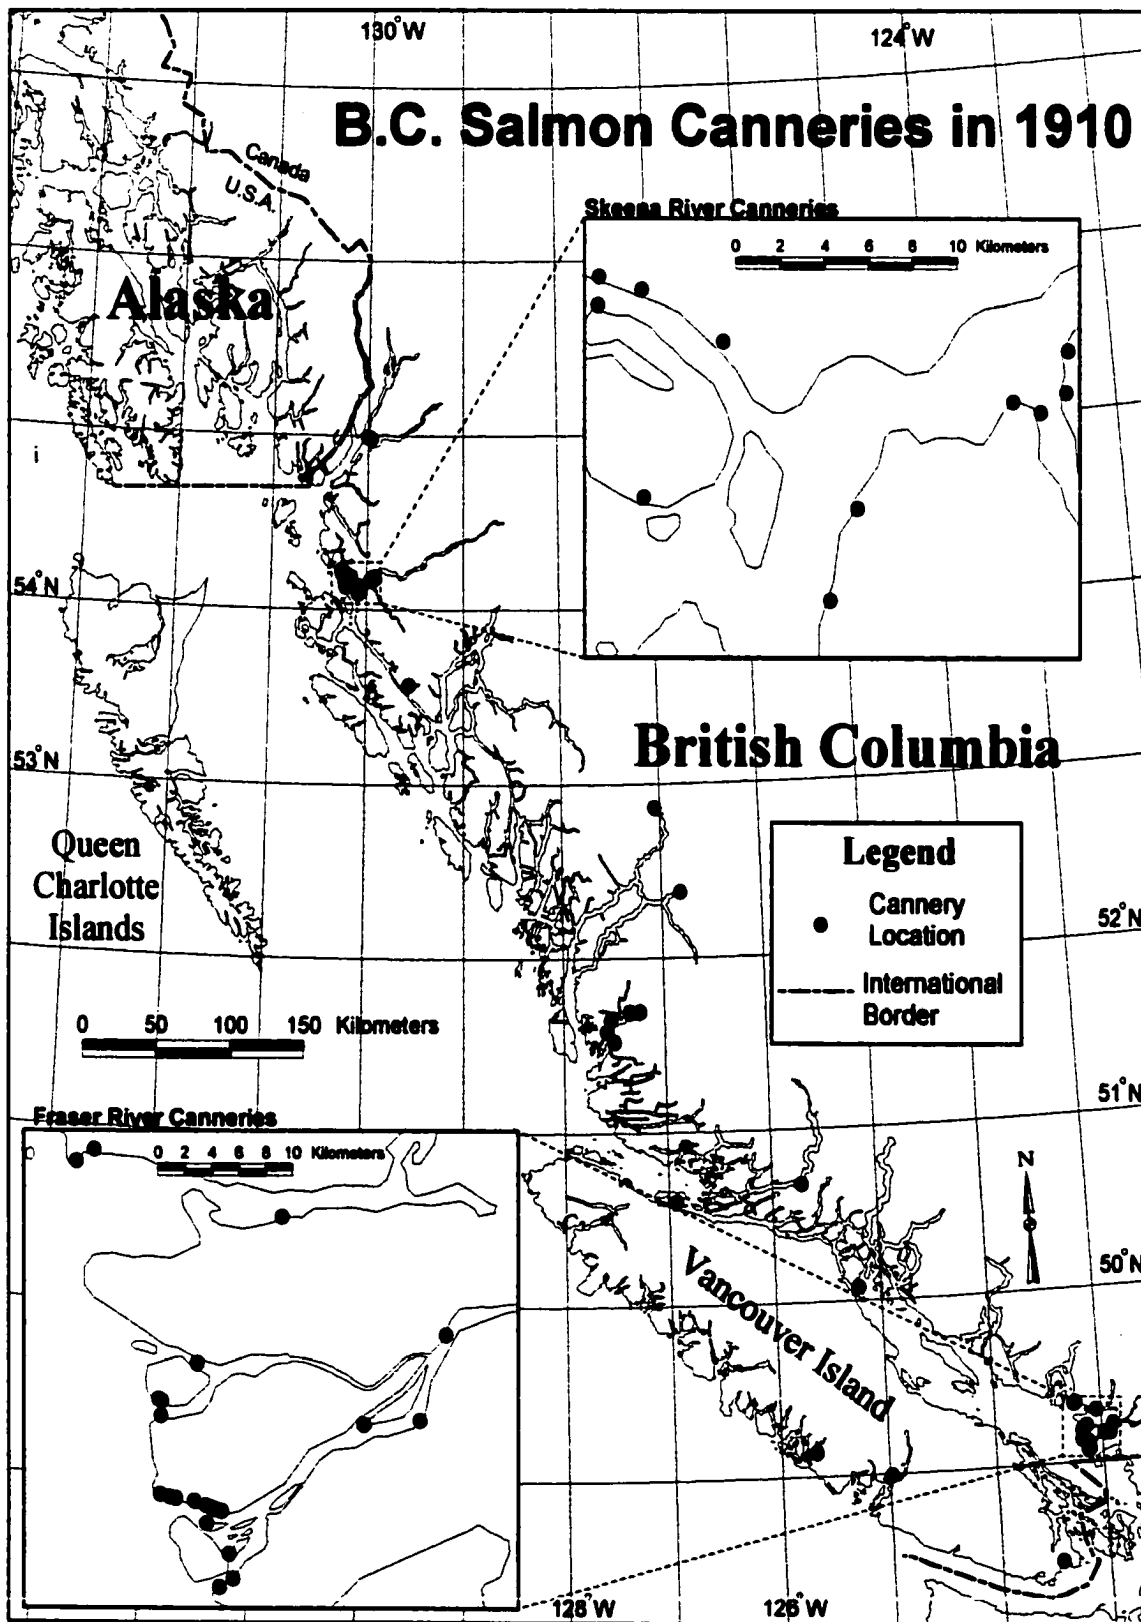 130°W
124°W
B.C. Salmon Canneries in 1910
Canada
U.S.A.
Skeena River Canneries
0 2 4 6 8 10 Kilometers
Alaska
54°N
53°N
British Columbia
Queen
Charlotte
Islands
Legend
Cannery
Location
International
Border
52°N
0 50 100 150 Kilometers
51°N
Fraser River Canneries
0 2 4 6 8 10 Kilometers
N
50°N
Vancouver Island
128°W
126°W